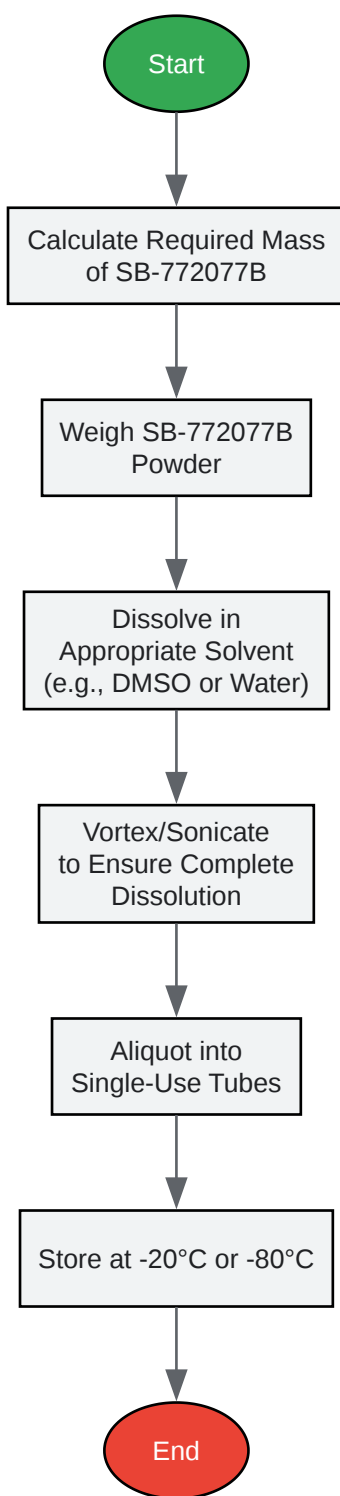 Start
Calculate Required Mass
of SB-772077B
Weigh SB-772077B
Powder
Dissolve in
Appropriate Solvent
(e.g., DMSO or Water)
Vortex/Sonicate
to Ensure Complete
Dissolution
Aliquot into
Single-Use Tubes
Store at -20°C or -80°C
End